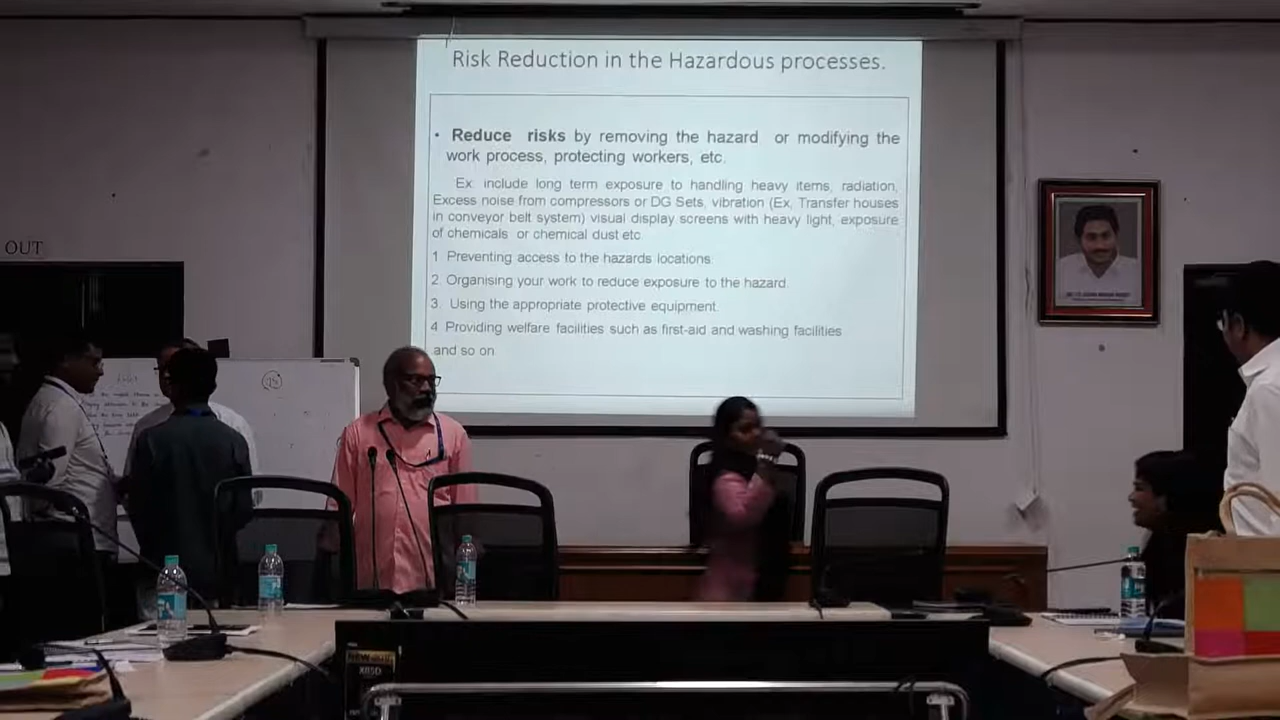 Risk Reduction in the Hazardous processes.
• Reduce risks by removing the hazard or modifying the
work process, protecting workers, etc.
Ex: include long term exposure to handling heavy items, radiation,
Excess noise from compressors or DG Sets, vibration (Ex, Transfer houses
in conveyor belt system) visual display screens with heavy light, exposure
of chemicals or chemical dust etc.
1. Preventing access to the hazards locations.
2. Organising your work to reduce exposure to the hazard.
3. Using the appropriate protective equipment.
4 Providing welfare facilities such as first-aid and washing facilities
and so on
OUT